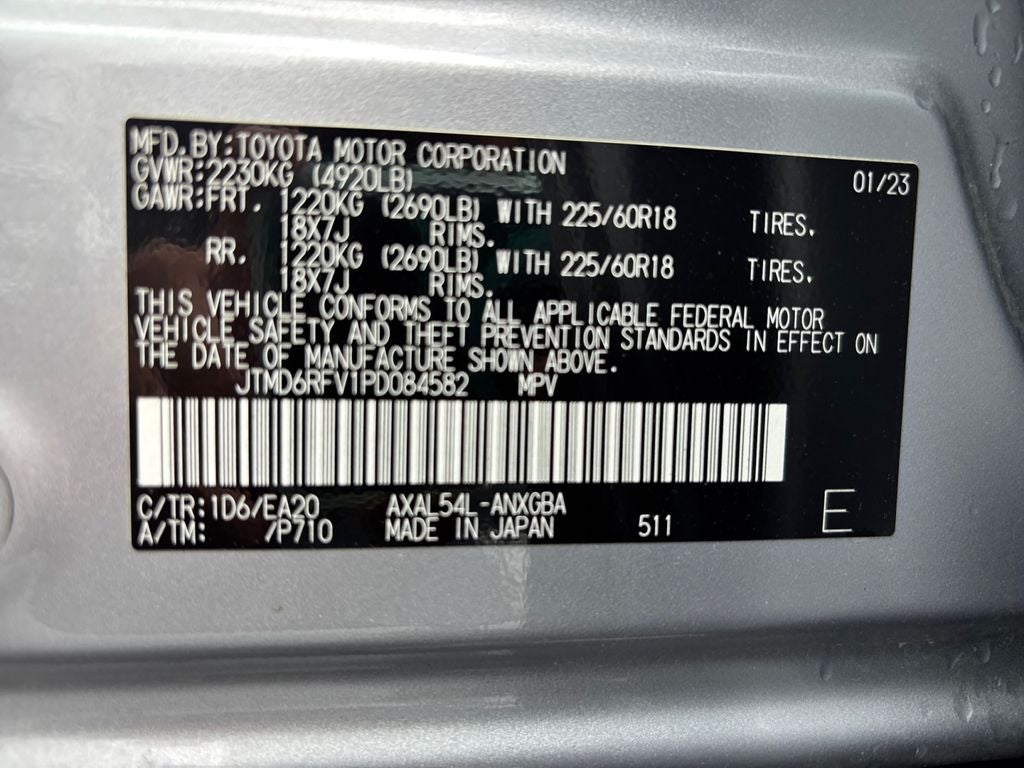 MFD.BY:TOYOTA MOTOR CORPORATION 01/23
GVWR:2230KG (4920LB)
GAWR:FRT. 1220KG (2690LB) WITH 225/60R18 TIRES.
18X7J RIMS.
RR. 1220KG (2690LB) WITH 225/60R18 TIRES.
18X7J RIMS.
THIS VEHICLE CONFORMS TO ALL APPLICABLE FEDERAL MOTOR
VEHICLE SAFETY AND THEFT PREVENTION STANDARDS IN EFFECT ON
THE DATE OF MANUFACTURE SHOWN ABOVE.
JTMD6RFV1PD084582 MPV
C/TR:1D6/EA20 AXAL54L-ANXGBA
A/TM: /P710 MADE IN JAPAN 511 E